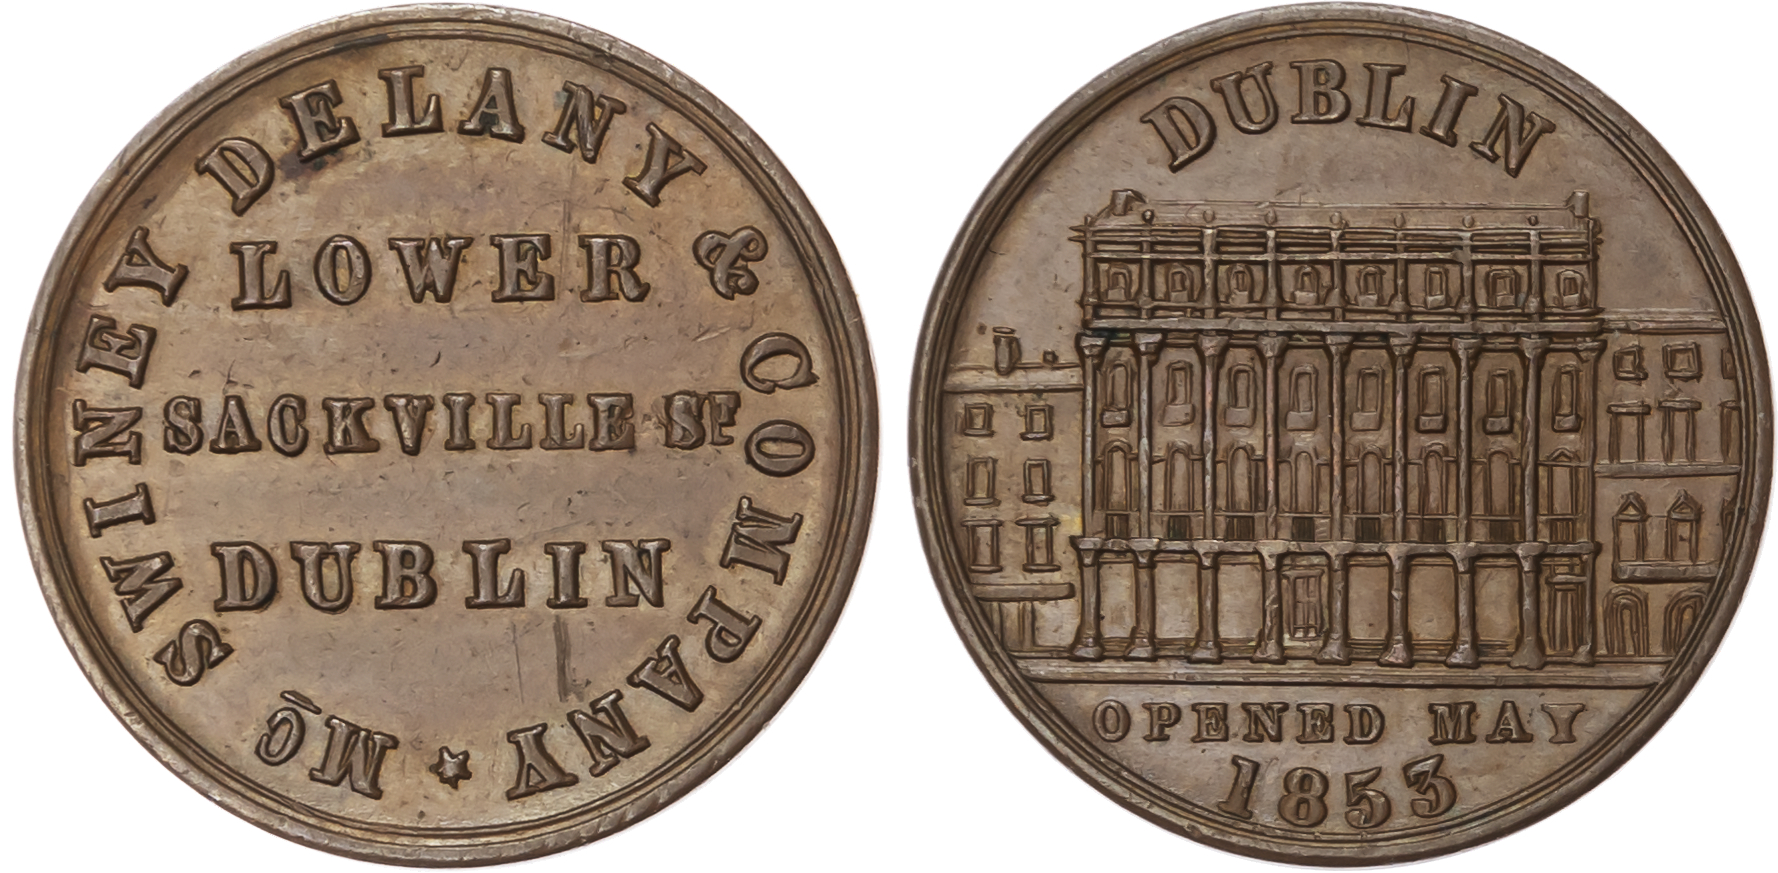 Mc SWINEY DELANY & COMPANY
LOWER
SACKVILLE ST
DUBLIN
DUBLIN
OPENED MAY
1853